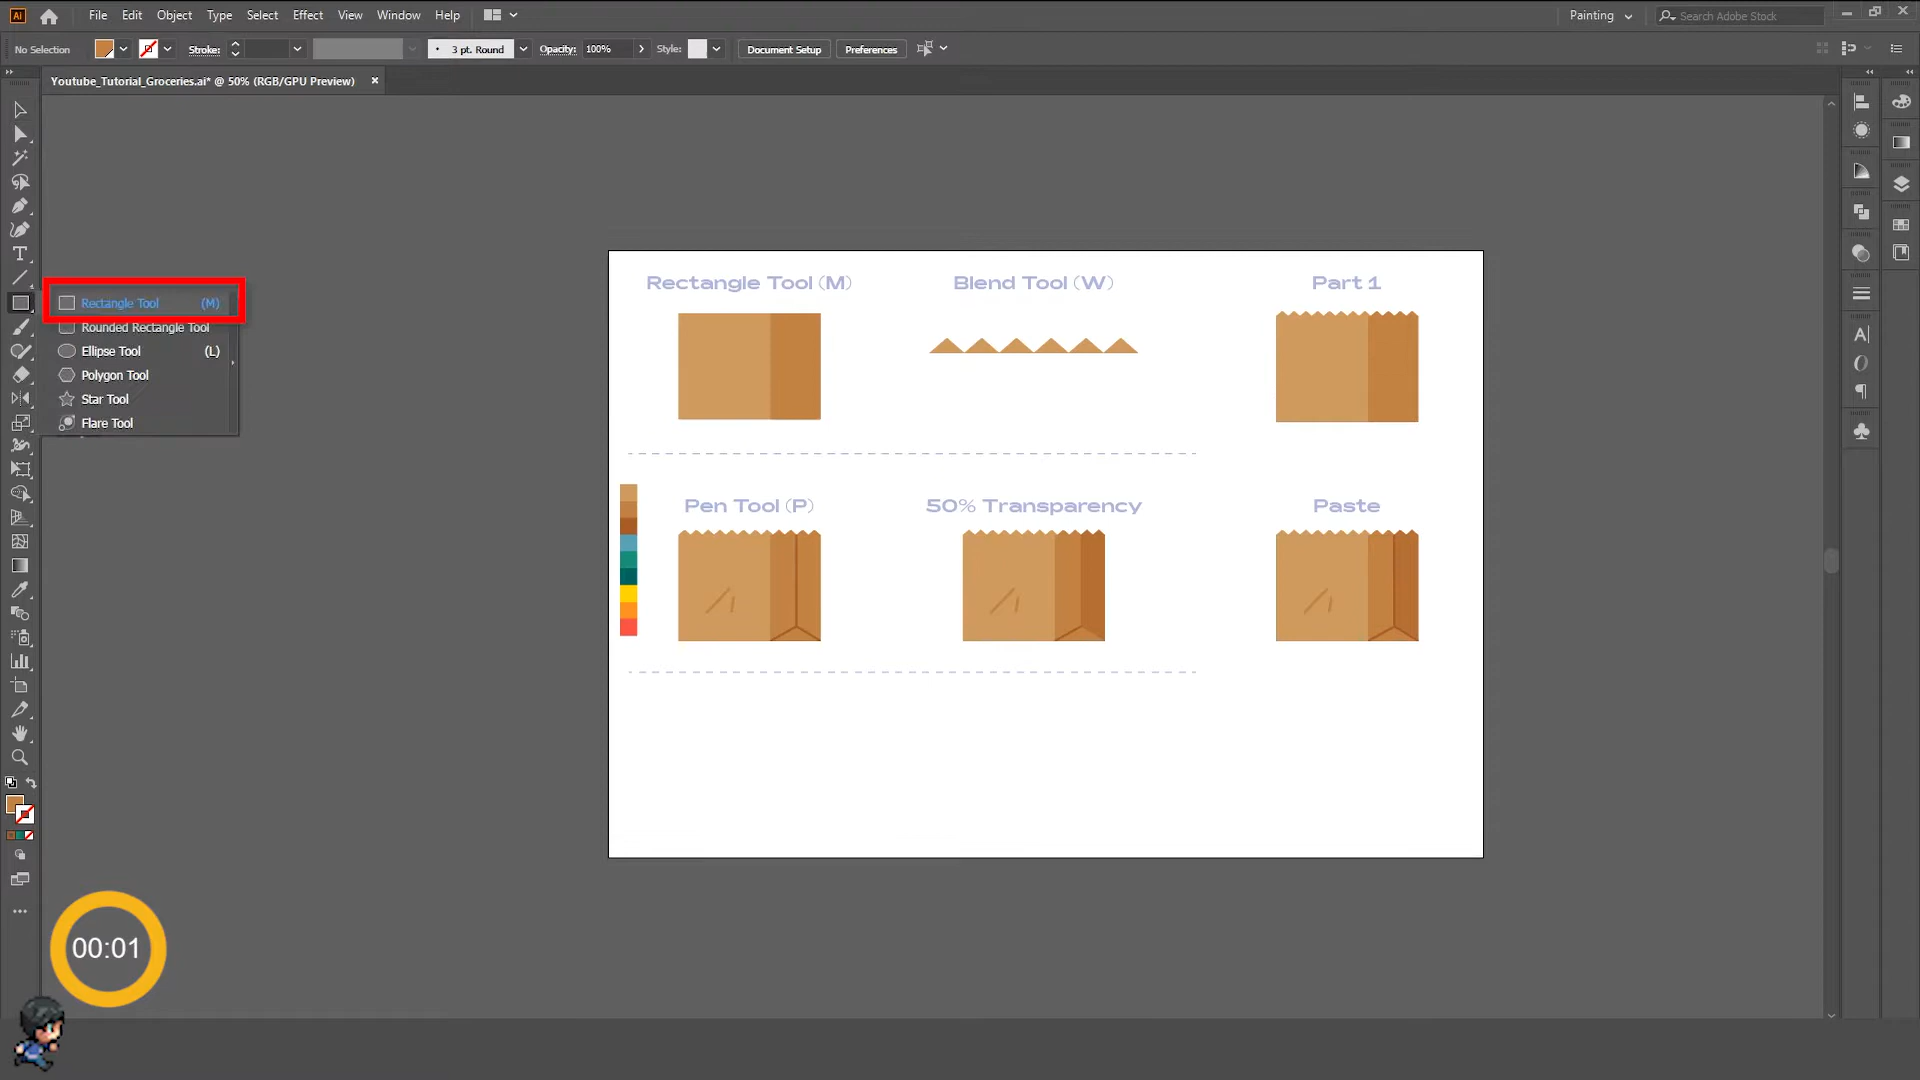 Ai
File Edit Object Type Select Effect View Window Help
Painting
Search Adobe Stock
No Selection
Stroke:
3 pt. Round
Opacity: 100%
Style:
Document Setup
Preferences
Youtube_Tutorial_Groceries.ai* @ 50% (RGB/GPU Preview)
Rectangle Tool (M)
Rounded Rectangle Tool
Ellipse Tool (L)
Polygon Tool
Star Tool
Flare Tool
Rectangle Tool (M)
Blend Tool (W)
Part 1
Pen Tool (P)
50% Transparency
Paste
00:01